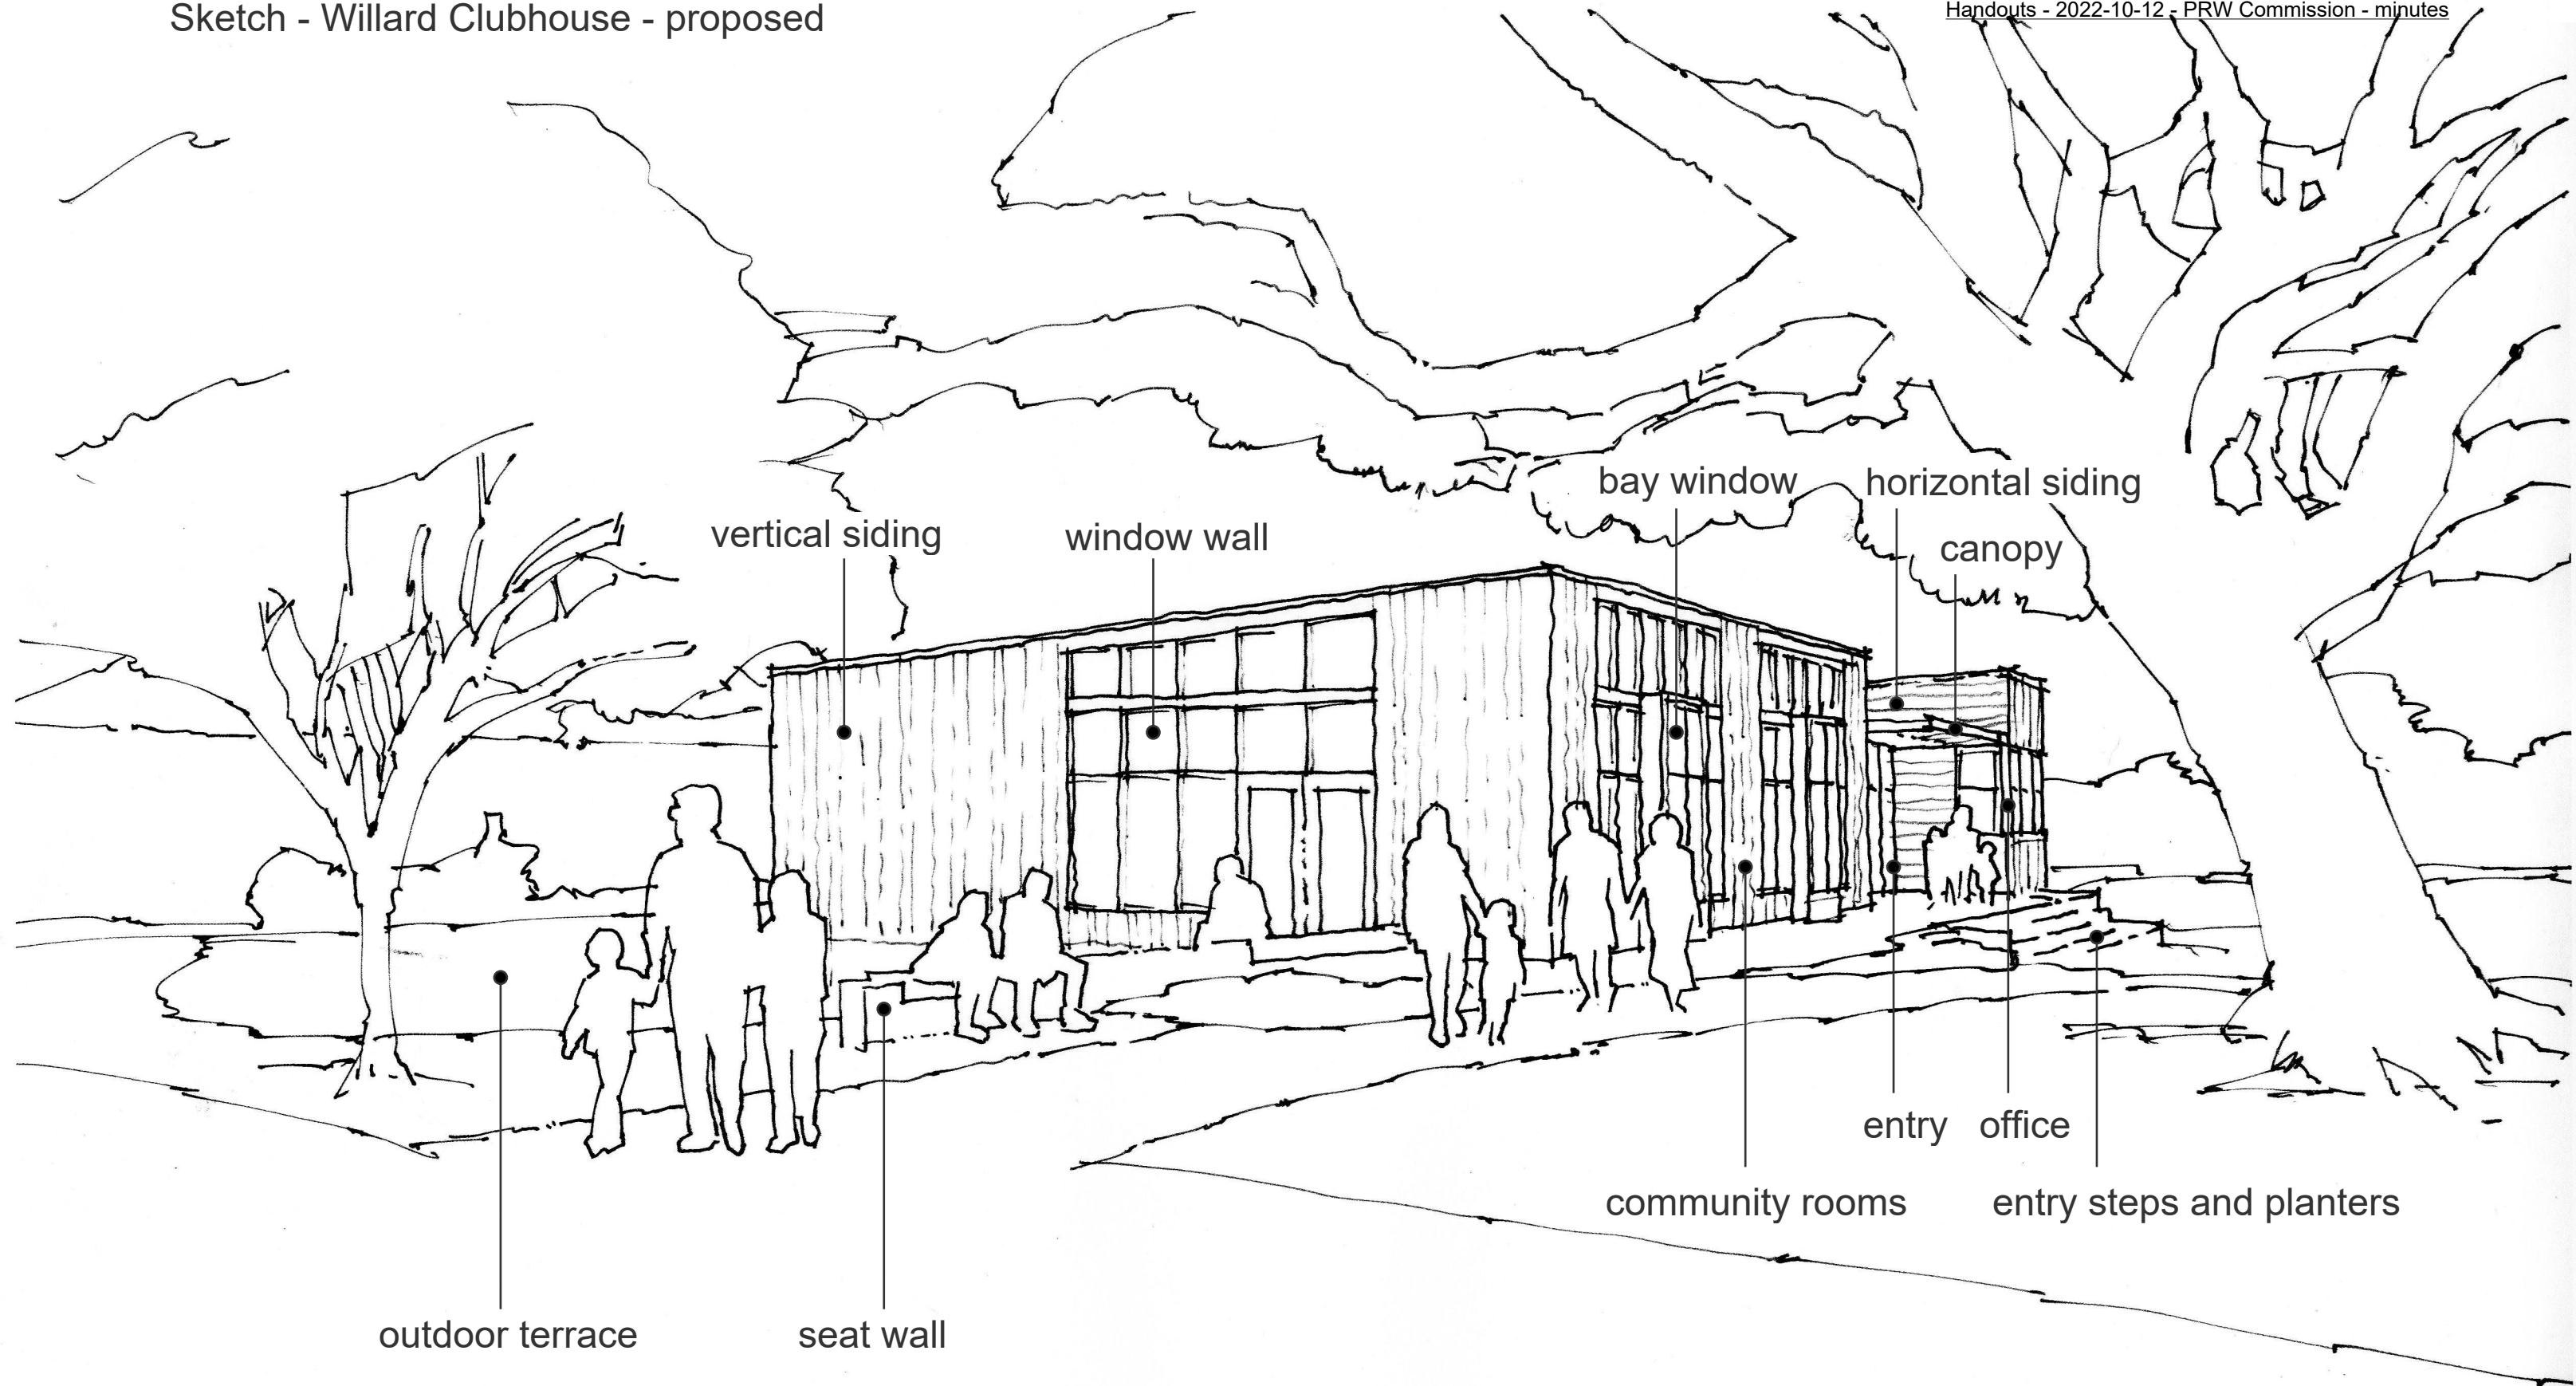 Sketch - Willard Clubhouse - proposed
Handouts - 2022-10-12 - PRW Commission - minutes
bay window
horizontal siding
vertical siding
window wall
canopy
entry
office
community rooms
entry steps and planters
outdoor terrace
seat wall